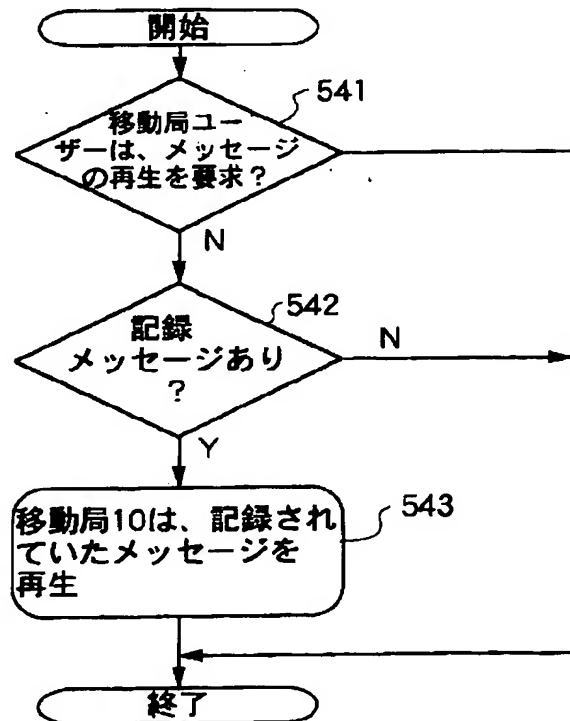 開始
541
移動局ユー
ザーは、メッセージ
の再生を要求？
N
542
記録
メッセージあり
？
N
Y
543
移動局10は、記録され
ていたメッセージを
再生
終了